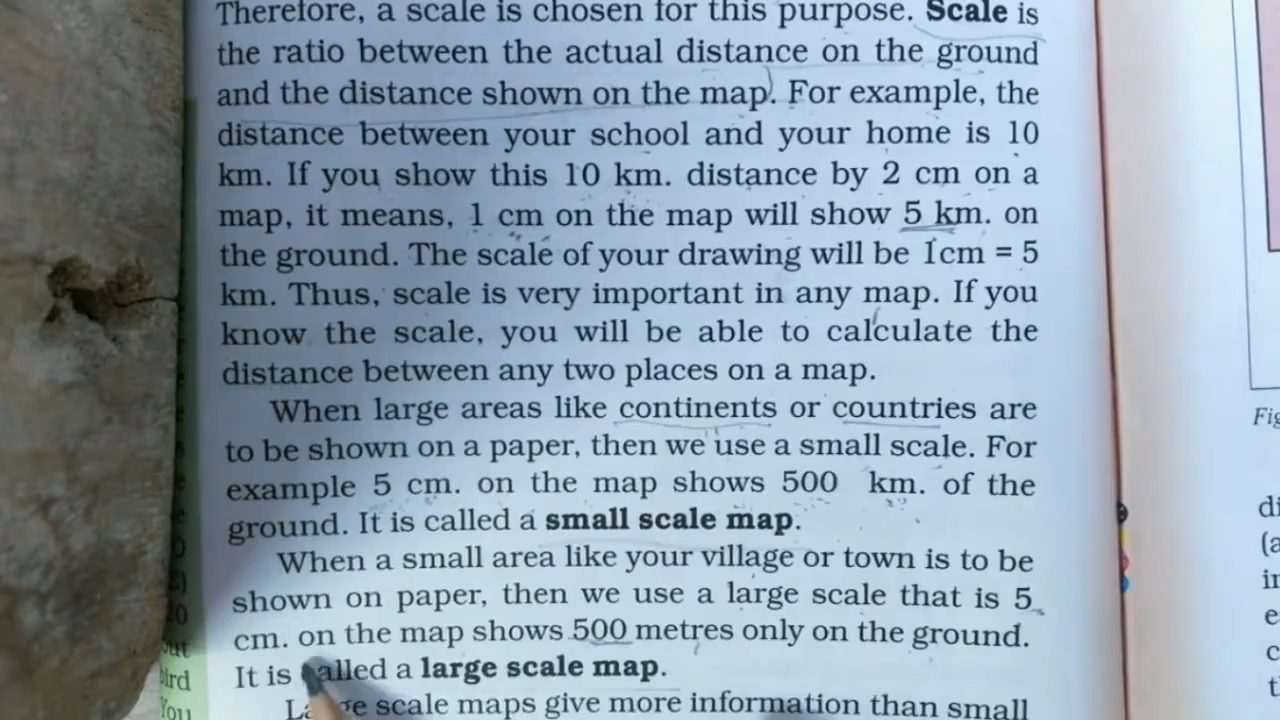 Therefore, a scale is chosen for this purpose. Scale is
the ratio between the actual distance on the ground
and the distance shown on the map. For example, the
distance between your school and your home is 10
km. If you show this 10 km. distance by 2 cm on a
map, it means, 1 cm on the map will show 5 km. on
the ground. The scale of your drawing will be 1cm = 5
km. Thus, scale is very important in any map. If you
know the scale, you will be able to calculate the
distance between any two places on a map.
When large areas like continents or countries are
to be shown on a paper, then we use a small scale. For
example 5 cm. on the map shows 500 km. of the
ground. It is called a small scale map.
When a small area like your village or town is to be
shown on paper, then we use a large scale that is 5
cm. on the map shows 500 metres only on the ground.
It is called a large scale map.
Large scale maps give more information than small